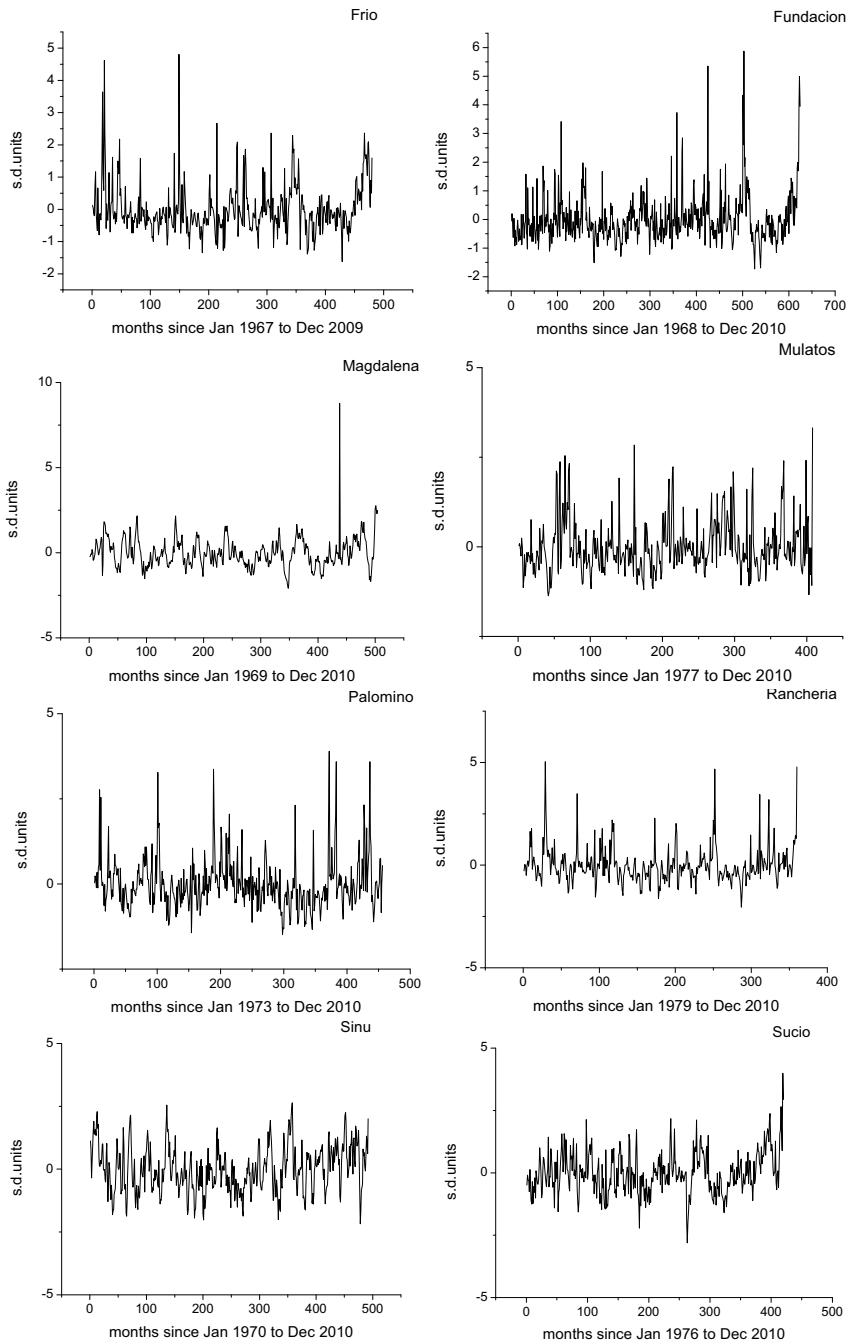 Frio
5
4
3
2
1
0
-1
-2
s.d.units
0 100 200 300 400 500
months since Jan 1967 to Dec 2009
Fundacion
6
5
4
3
2
1
0
-1
-2
s.d.units
0 100 200 300 400 500 600 700
months since Jan 1968 to Dec 2010
Magdalena
10
5
0
-5
s.d.units
0 100 200 300 400 500
months since Jan 1969 to Dec 2010
Mulatos
5
0
s.d.units
0 100 200 300 400
months since Jan 1977 to Dec 2010
Palomino
5
0
s.d.units
0 100 200 300 400 500
months since Jan 1973 to Dec 2010
Rancheria
5
0
-5
s.d.units
0 100 200 300 400
months since Jan 1979 to Dec 2010
Sinu
5
0
-5
s.d.units
0 100 200 300 400 500
months since Jan 1970 to Dec 2010
Sucio
5
0
-5
s.d.units
0 100 200 300 400
months since Jan 1976 to Dec 2010